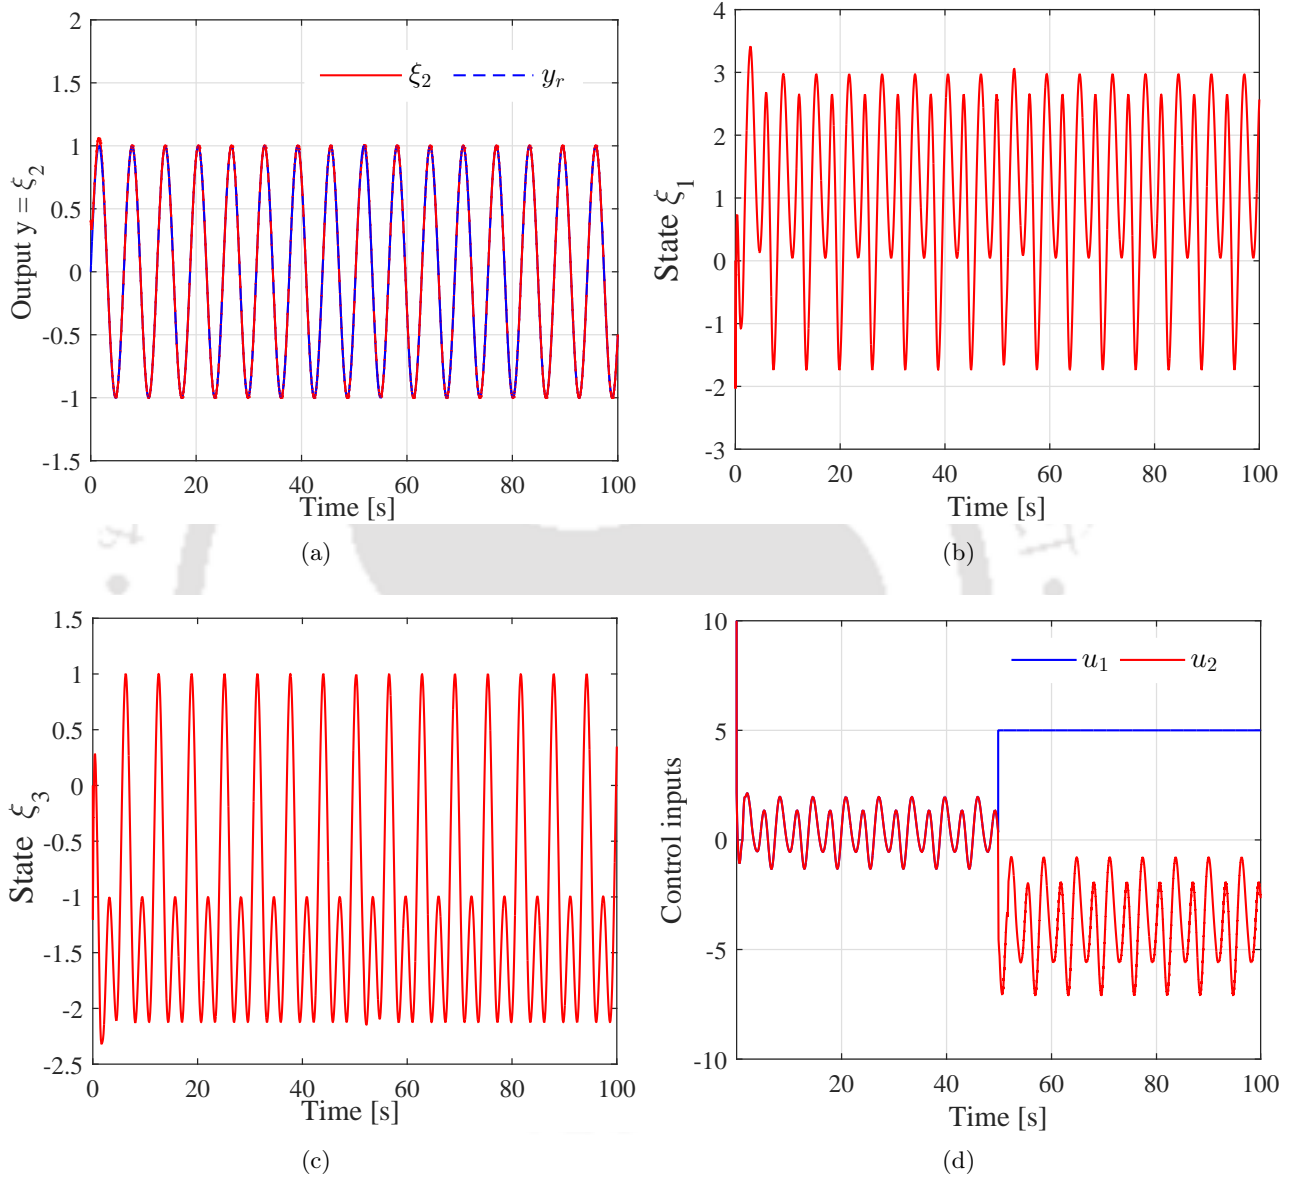 2
1.5
1
0.5
0
-0.5
-1
-1.5
0 20 40 60 80 100
Output y = ξ2
Time [s]
ξ2 yr
(a)
4
3
2
1
0
-1
-2
-3
0 20 40 60 80 100
State ξ1
Time [s]
(b)
1.5
1
0.5
0
-0.5
-1
-1.5
-2
-2.5
0 20 40 60 80 100
State ξ3
Time [s]
(c)
10
5
0
-5
-10
20 40 60 80 100
Control inputs
Time [s]
u1 u2
(d)